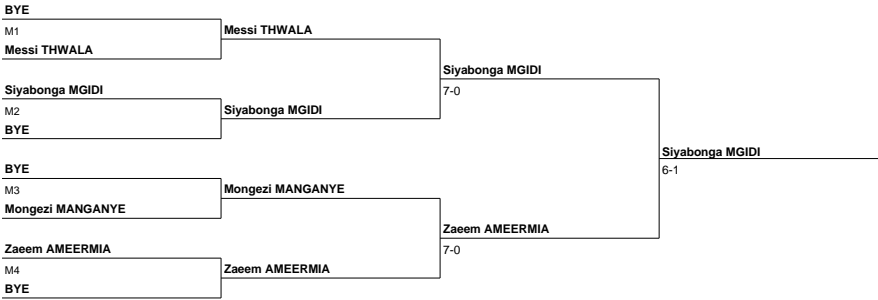 BYE
M1
Messi THWALA
Siyabonga MGIDI
M2
BYE
BYE
M3
Mongezi MANGANYE
Zaeem AMEERMIA
M4
BYE
Messi THWALA
Siyabonga MGIDI
Mongezi MANGANYE
Zaeem AMEERMIA
Siyabonga MGIDI
7-0
Zaeem AMEERMIA
7-0
Siyabonga MGIDI
6-1